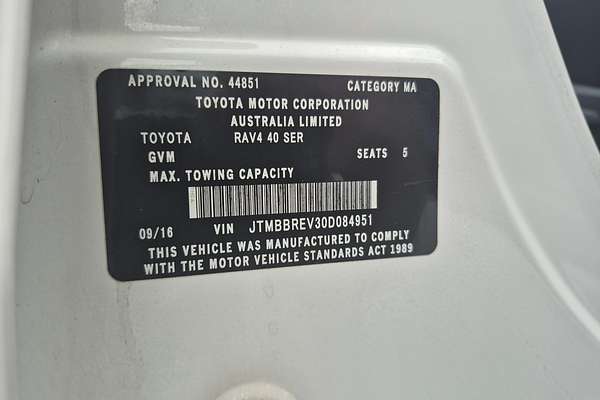 APPROVAL NO. 44851 CATEGORY MA
TOYOTA MOTOR CORPORATION
AUSTRALIA LIMITED
TOYOTA RAV4 40 SER
GVM SEATS 5
MAX. TOWING CAPACITY
09/16 VIN JTMBBREV30D084951
THIS VEHICLE WAS MANUFACTURED TO COMPLY
WITH THE MOTOR VEHICLE STANDARDS ACT 1989